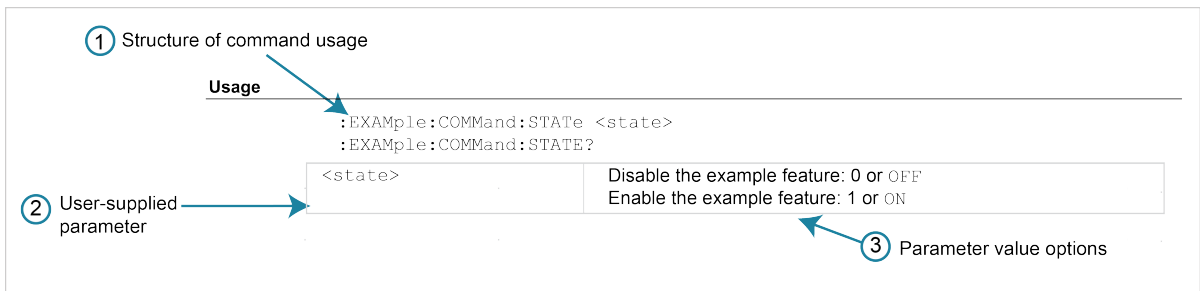 1 Structure of command usage
Usage
:EXAMple:COMMand:STATe <state>
:EXAMple:COMMand:STATE?
<state> Disable the example feature: 0 or OFF
Enable the example feature: 1 or ON
2 User-supplied
parameter
3 Parameter value options